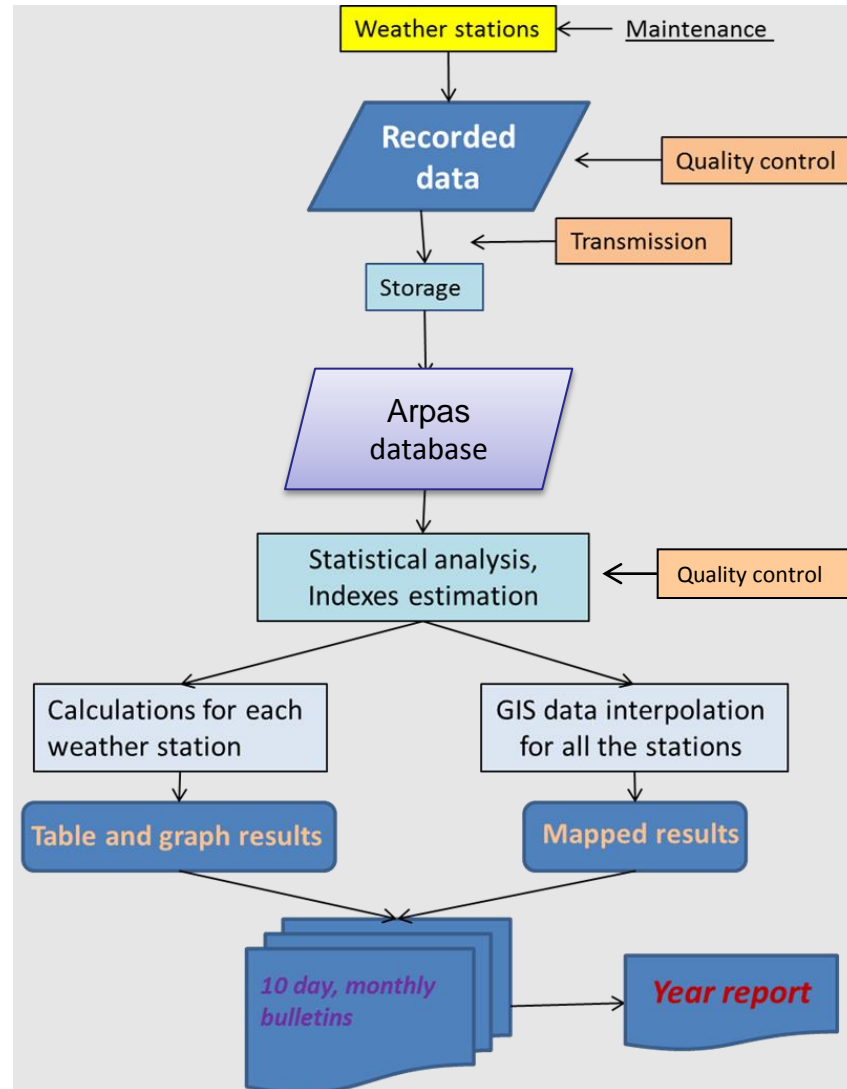 Weather stations
Maintenance
Recorded
data
Quality control
Transmission
Storage
Arpas
database
Statistical analysis,
Indexes estimation
Quality control
Calculations for each
weather station
GIS data interpolation
for all the stations
Table and graph results
Mapped results
10 day, monthly
bulletins
Year report